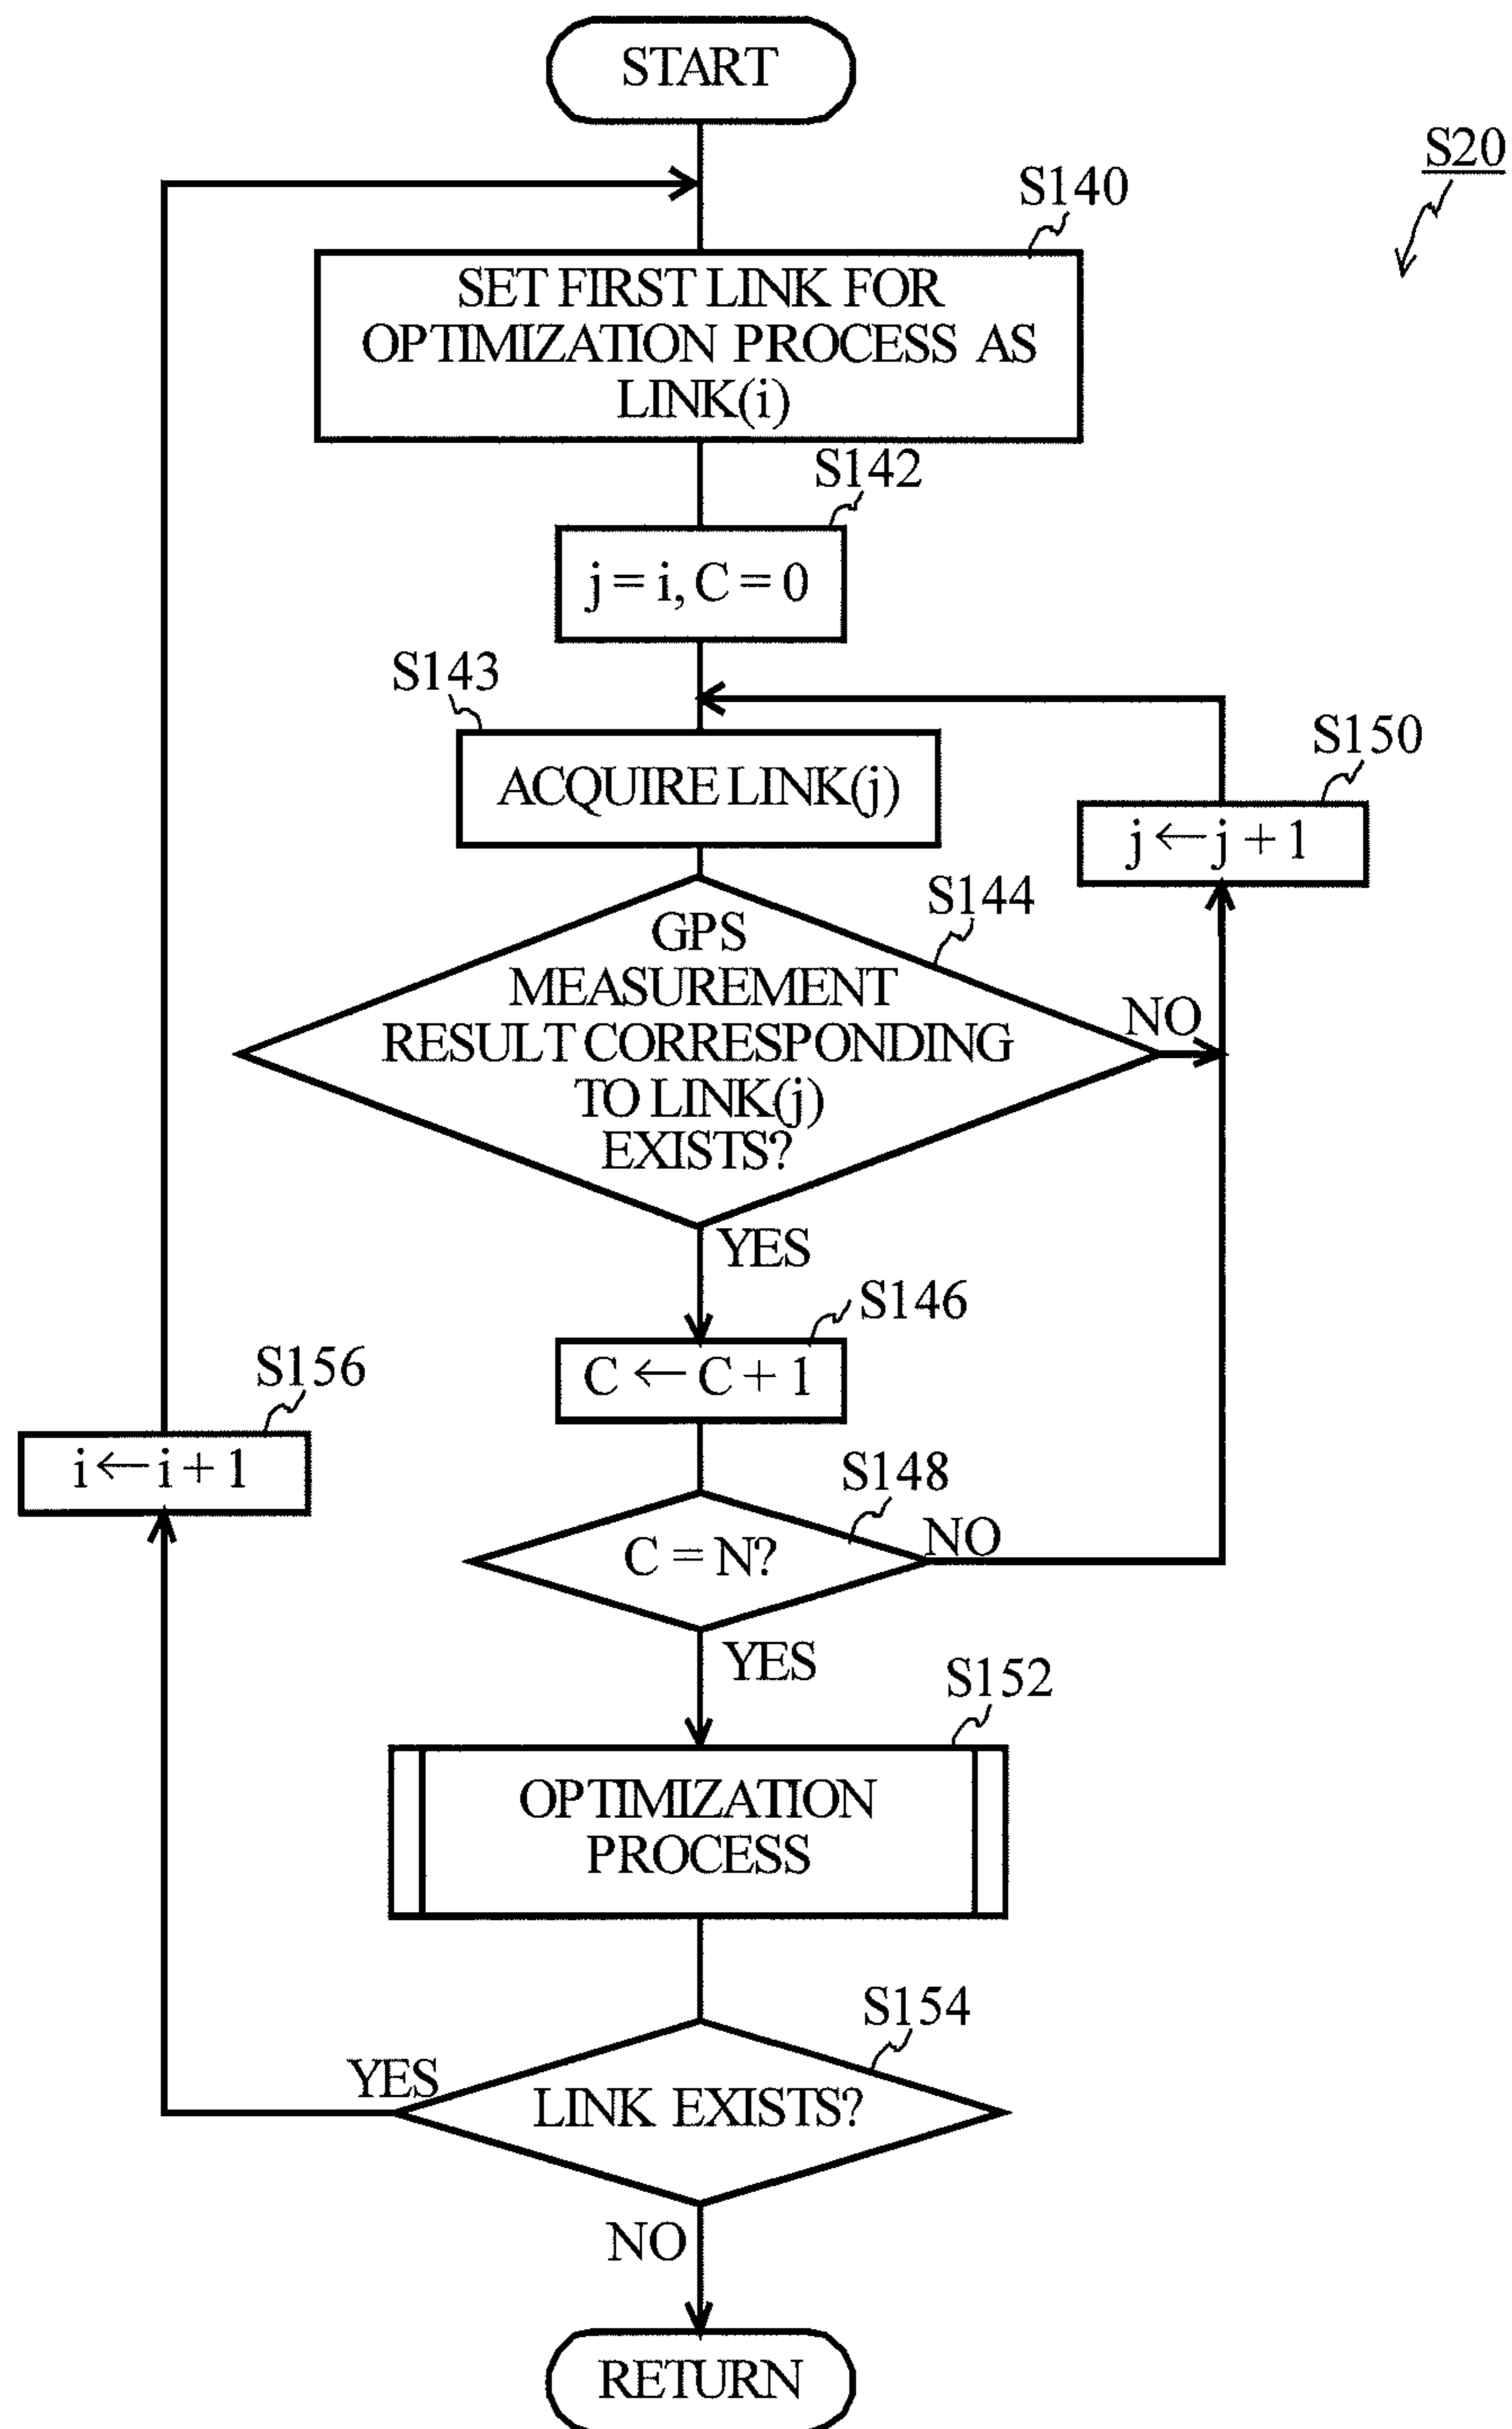 START
S20
S140
SET FIRST LINK FOR
OPTIMIZATION PROCESS AS
LINK(i)
S142
j = i, C = 0
S143
ACQUIRE LINK(j)
S150
j ← j + 1
S144
GPS
MEASUREMENT
RESULT CORRESPONDING
TO LINK(j)
EXISTS?
NO
YES
S146
C ← C + 1
S156
i ← i + 1
S148
C = N?
NO
YES
S152
OPTIMIZATION
PROCESS
S154
LINK EXISTS?
YES
NO
RETURN